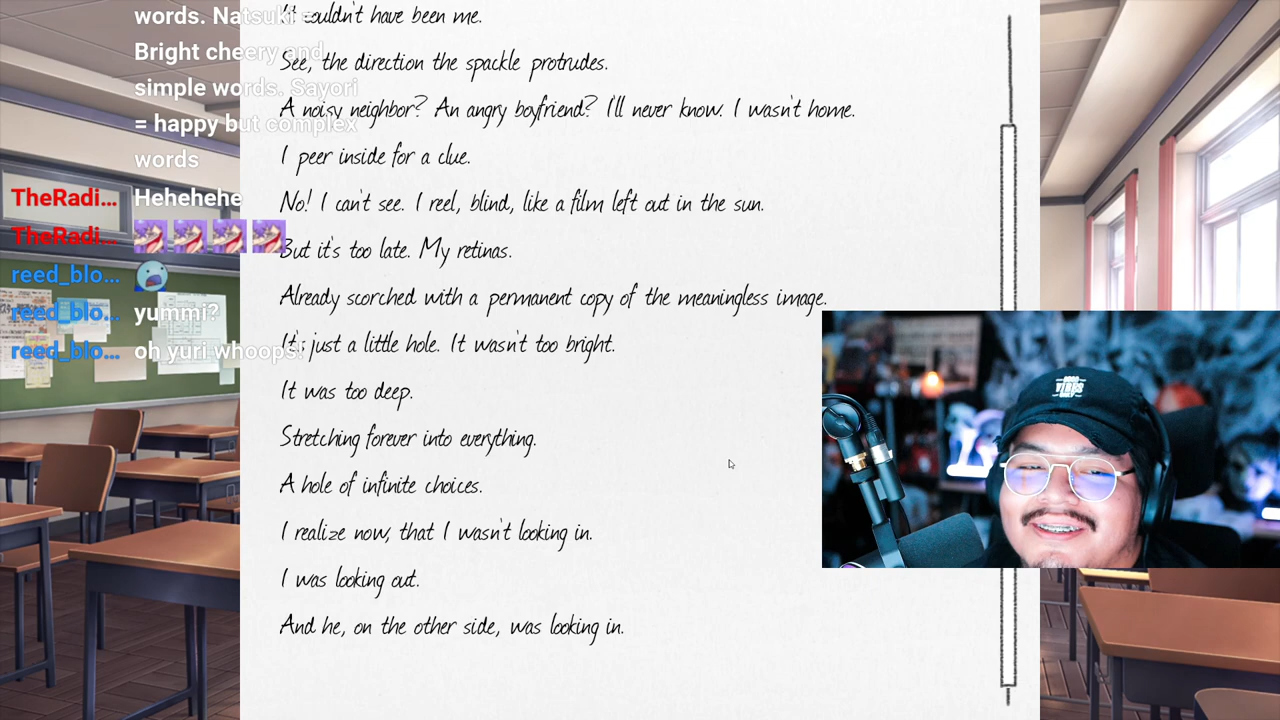 words. Natsuki =
Bright cheery and
simple words. Sayori
= happy but complex
words
TheRadi... Hehehehe
TheRadi...
reed_blo...
reed_blo... yummi?
reed_blo... oh yuri whoops!
It couldn't have been me.
See, the direction the spackle protrudes.
A noisy neighbor? An angry boyfriend? I'll never know. I wasn't home.
I peer inside for a clue.
No! I can't see. I reel, blind, like a film left out in the sun.
But it's too late. My retinas.
Already scorched with a permanent copy of the meaningless image.
It's just a little hole. It wasn't too bright.
It was too deep.
Stretching forever into everything.
A hole of infinite choices.
I realize now, that I wasn't looking in.
I was looking out.
And he, on the other side, was looking in.
GOOD
VIBES
ONLY